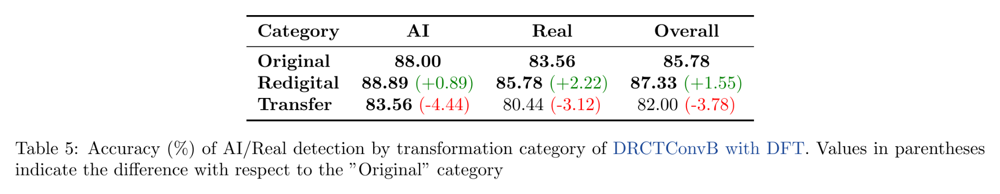 Category AI Real Overall
Original 88.00 83.56 85.78
Redigital 88.89 (+0.89) 85.78 (+2.22) 87.33 (+1.55)
Transfer 83.56 (-4.44) 80.44 (-3.12) 82.00 (-3.78)
Table 5: Accuracy (%) of AI/Real detection by transformation category of DRCTConvB with DFT. Values in parentheses
indicate the difference with respect to the ”Original” category